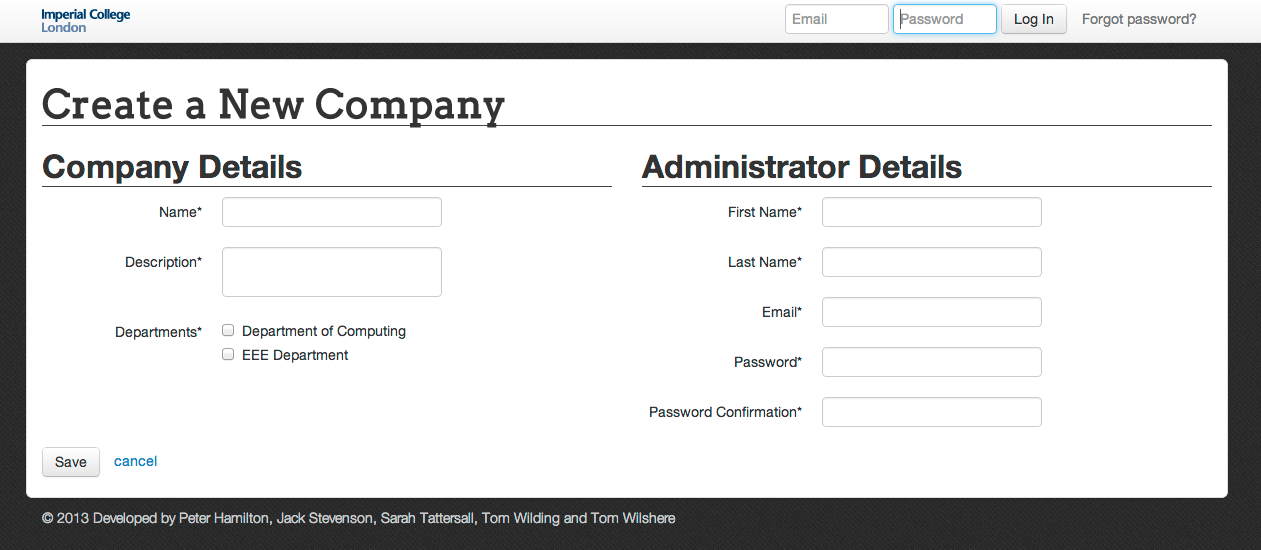 Imperial College
London
Email Password Log In Forgot password?
Create a New Company
Company Details
Name*
Description*
Departments* Department of Computing
EEE Department
Administrator Details
First Name*
Last Name*
Email*
Password*
Password Confirmation*
Save cancel
© 2013 Developed by Peter Hamilton, Jack Stevenson, Sarah Tattersall, Tom Wilding and Tom Wilshere